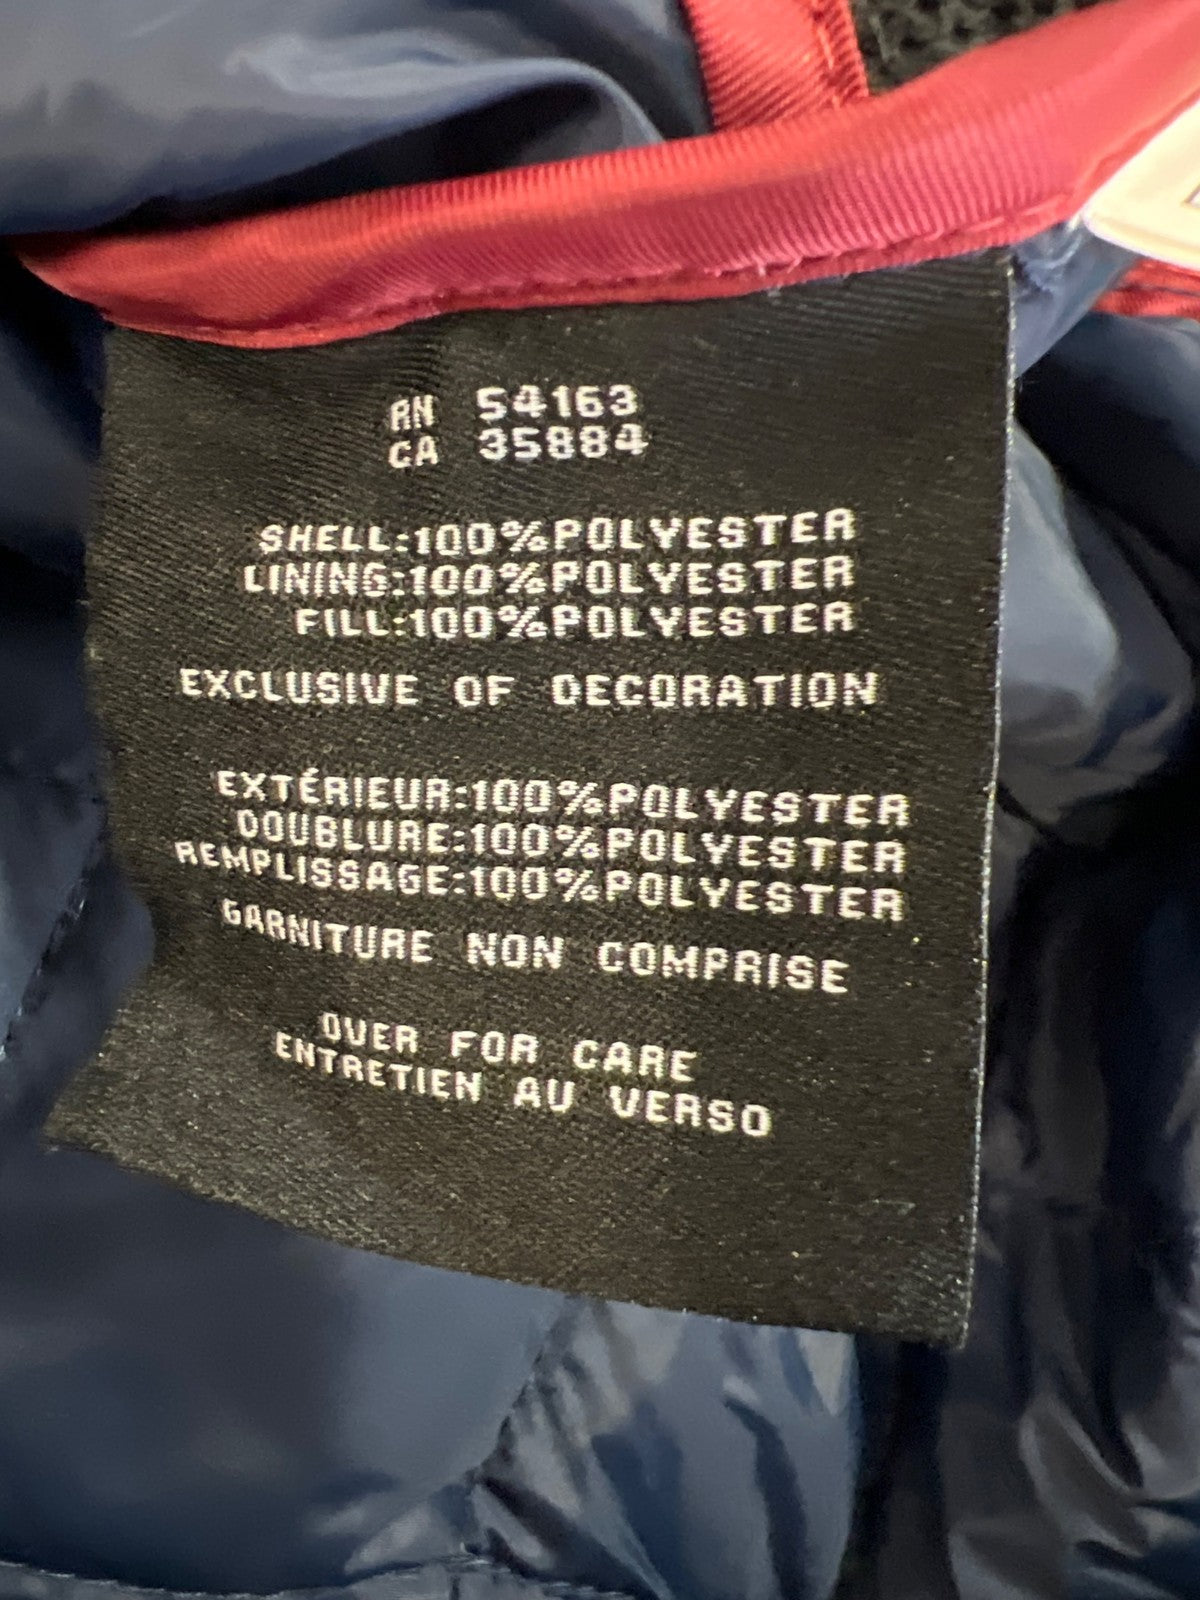 RN 54163
CA 35884
SHELL:100%POLYESTER
LINING:100%POLYESTER
FILL:100%POLYESTER
EXCLUSIVE OF DECORATION
EXTÉRIEUR:100%POLYESTER
DOUBLURE:100%POLYESTER
REMPLISSAGE:100%POLYESTER
GARNITURE NON COMPRISE
OVER FOR CARE
ENTRETIEN AU VERSO